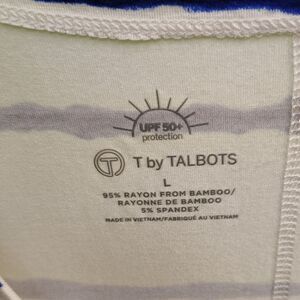 UPF 50+
protection
T by TALBOTS
L
95% RAYON FROM BAMBOO/
RAYONNE DE BAMBOO
5% SPANDEX
MADE IN VIETNAM/FABRIQUÉ AU VIETNAM